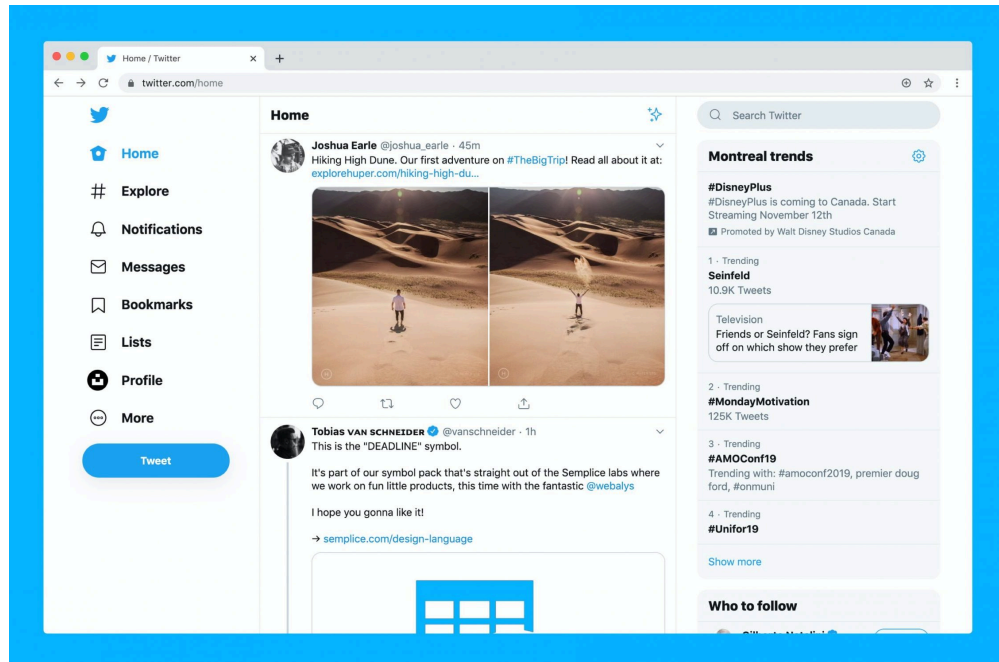 Home / Twitter
twitter.com/home
Home
Explore
Notifications
Messages
Bookmarks
Lists
Profile
More
Tweet
Home
Joshua Earle @joshua_earle · 45m
Hiking High Dune. Our first adventure on #TheBigTrip! Read all about it at:
explorehuper.com/hiking-high-du...
Tobias VAN SCHNEIDER @vanschneider · 1h
This is the "DEADLINE" symbol.
It's part of our symbol pack that's straight out of the Semplice labs where
we work on fun little products, this time with the fantastic @webalys
I hope you gonna like it!
→ semplice.com/design-language
Search Twitter
Montreal trends
#DisneyPlus
#DisneyPlus is coming to Canada. Start
Streaming November 12th
Promoted by Walt Disney Studios Canada
1 · Trending
Seinfeld
10.9K Tweets
Television
Friends or Seinfeld? Fans sign
off on which show they prefer
2 · Trending
#MondayMotivation
125K Tweets
3 · Trending
#AMOConf19
Trending with: #amoconf2019, premier doug
ford, #onmuni
4 · Trending
#Unifor19
Show more
Who to follow